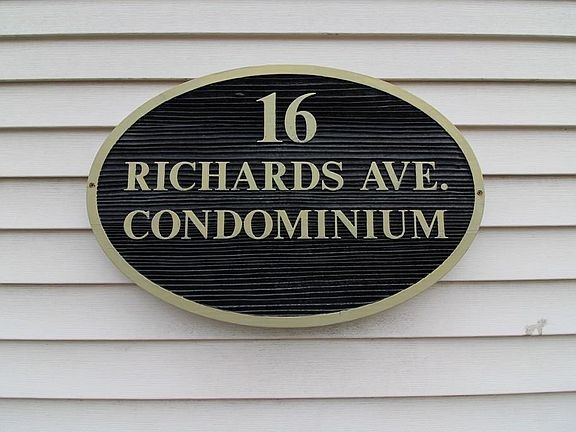 16
RICHARDS AVE.
CONDOMINIUM